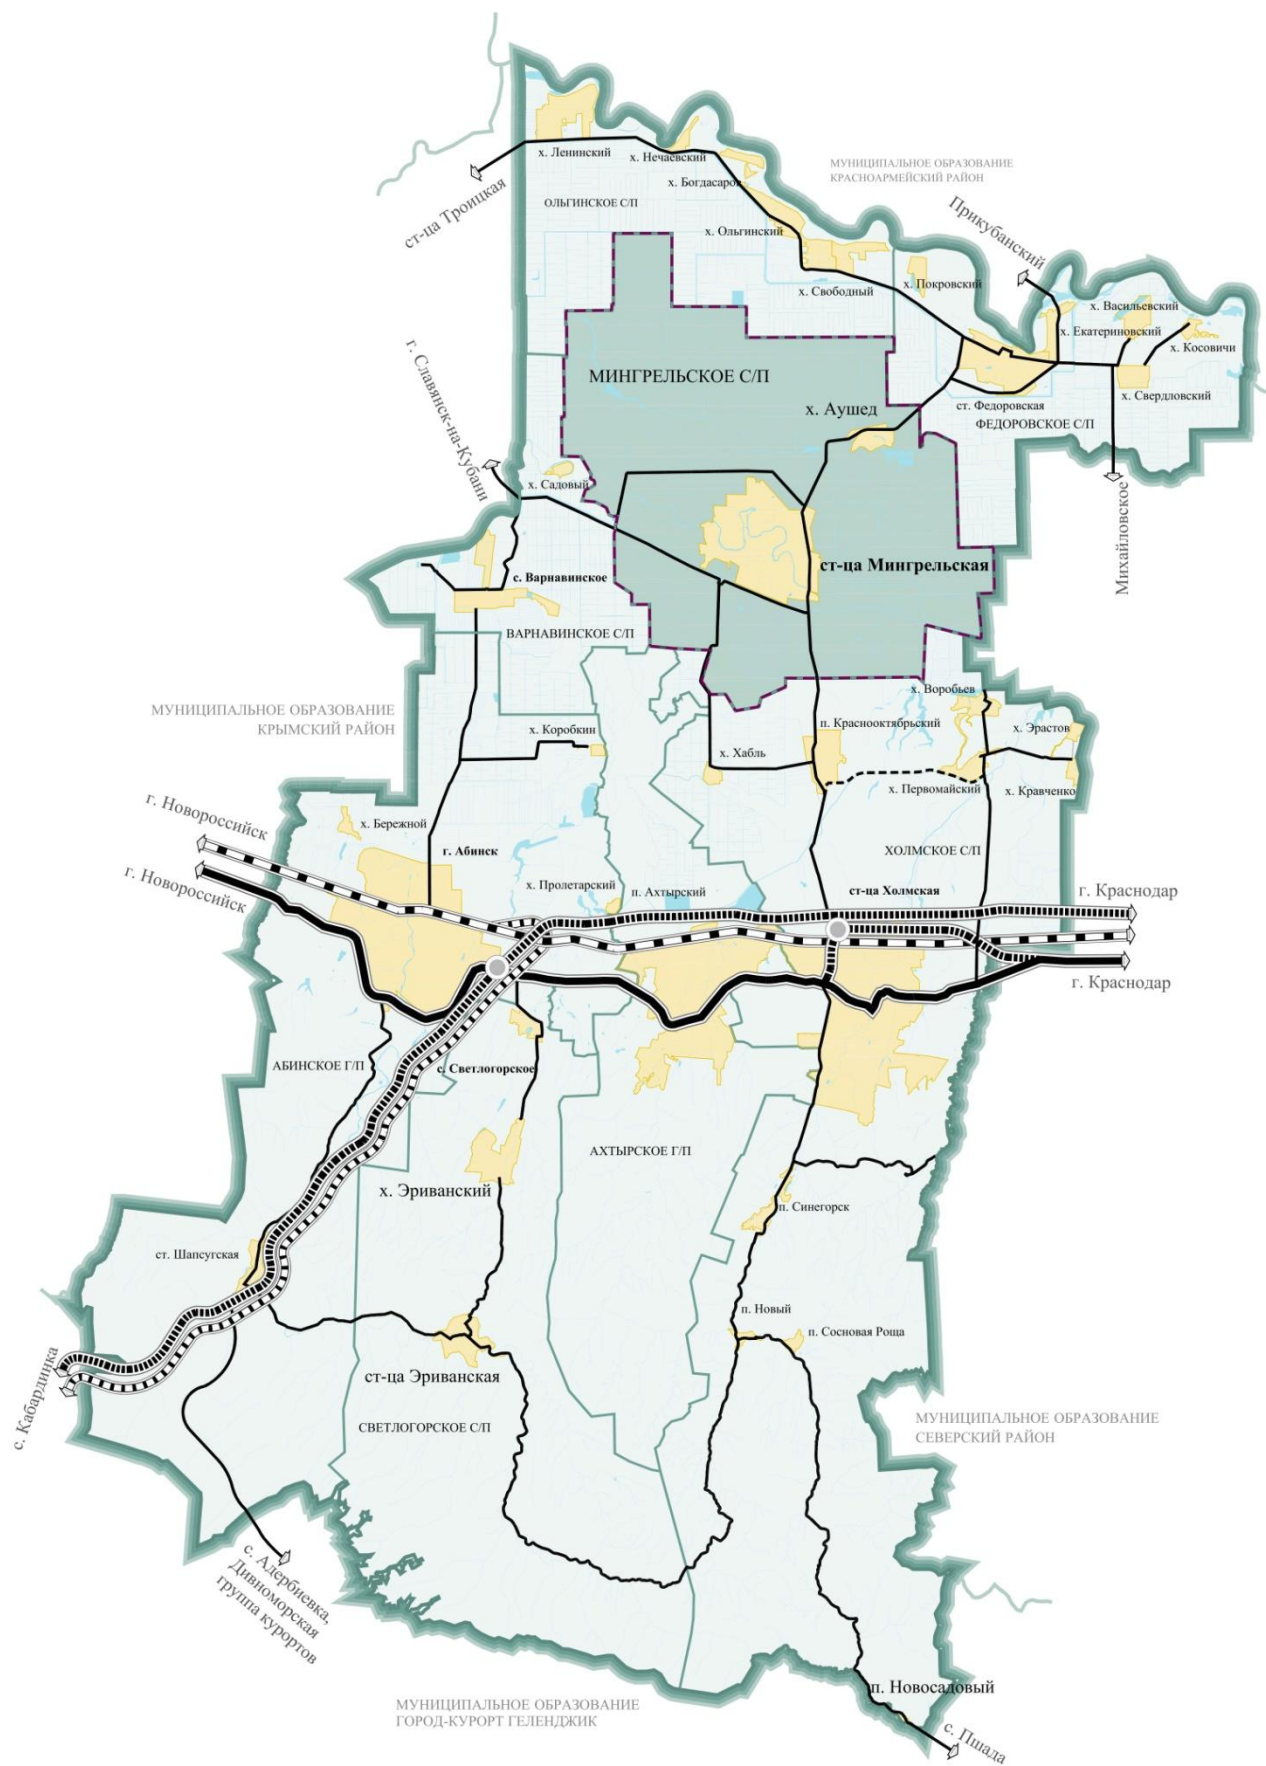 х. Ленинский
х. Нечаевский
МУНИЦИПАЛЬНОЕ ОБРАЗОВАНИЕ
КРАСНОАРМЕЙСКИЙ РАЙОН
х. Богдасаров
ст-ца Троицкая
ОЛЬГИНСКОЕ С/П
Прикубанский
х. Ольгинский
х. Свободный
х. Покровский
х. Васильевский
х. Екатериновский
х. Косовичи
г. Славянск-на-Кубани
МИНГРЕЛЬСКОЕ С/П
х. Аушед
ст. Федоровская
х. Свердловский
ФЕДОРОВСКОЕ С/П
х. Садовый
Михайловское
ст-ца Мингрельская
с. Варнавинское
ВАРНАВИНСКОЕ С/П
х. Воробьев
МУНИЦИПАЛЬНОЕ ОБРАЗОВАНИЕ
КРЫМСКИЙ РАЙОН
х. Коробкин
п. Краснооктябрьский
х. Эрастов
х. Хабль
х. Первомайский
х. Кравченко
г. Новороссийск
х. Бережной
г. Абинск
ХОЛМСКОЕ С/П
г. Новороссийск
х. Пролетарский
п. Ахтырский
ст-ца Холмская
г. Краснодар
г. Краснодар
АБИНСКОЕ Г/П
с. Светлогорское
АХТЫРСКОЕ Г/П
х. Эриванский
п. Синегорск
ст. Шапсугская
п. Новый
п. Сосновая Роща
с. Кабардинка
ст-ца Эриванская
СВЕТЛОГОРСКОЕ С/П
МУНИЦИПАЛЬНОЕ ОБРАЗОВАНИЕ
СЕВЕРСКИЙ РАЙОН
с. Адербиевка,
Дивноморская
группа курортов
п. Новосадовый
МУНИЦИПАЛЬНОЕ ОБРАЗОВАНИЕ
ГОРОД-КУРОРТ ГЕЛЕНДЖИК
с. Пшада